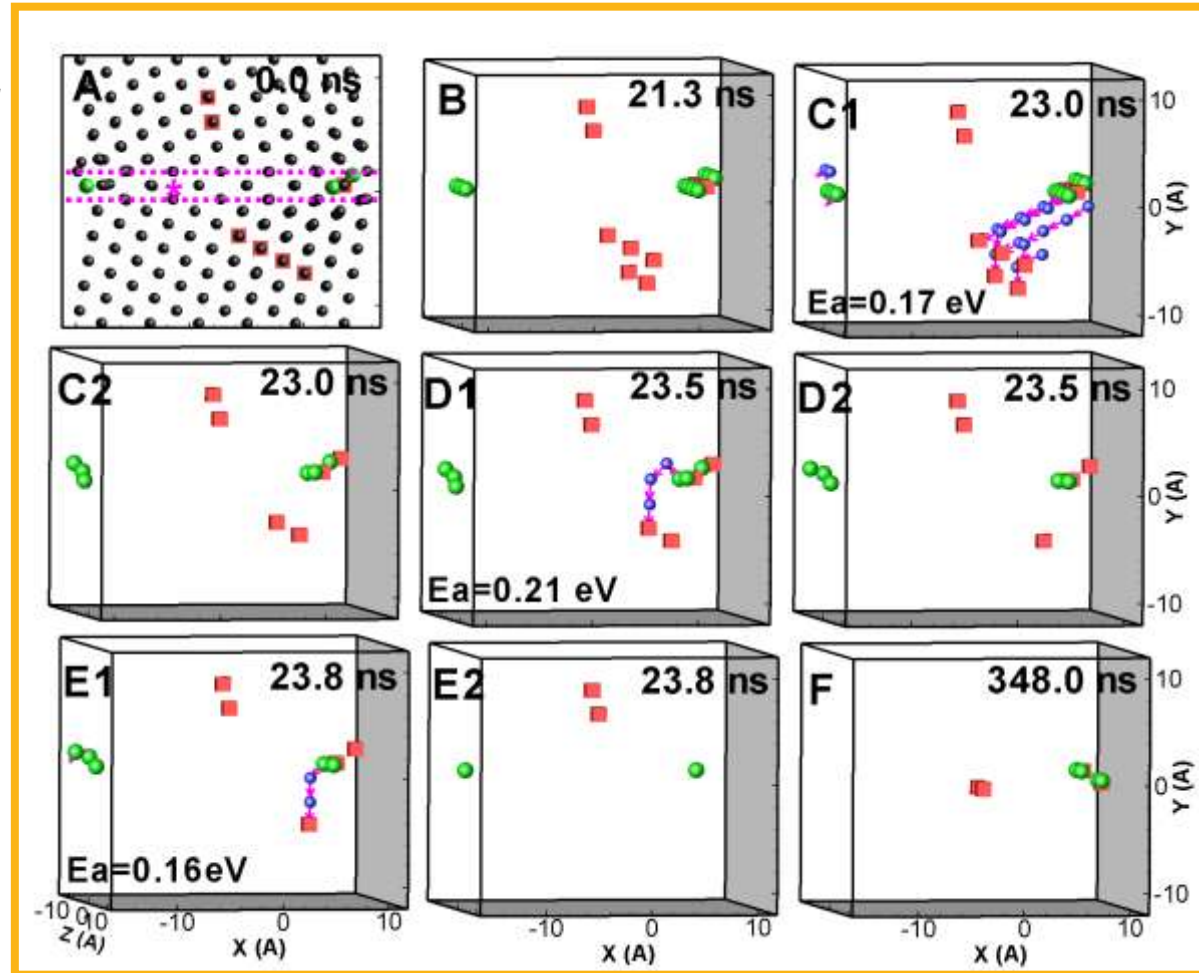 A 0.0 ns
B 21.3 ns
C1 23.0 ns
10
0
-10
Y (A)
Ea=0.17 eV
C2 23.0 ns
D1 23.5 ns
Ea=0.21 eV
D2 23.5 ns
10
0
-10
Y (A)
E1 23.8 ns
Ea=0.16eV
E2 23.8 ns
F 348.0 ns
10
0
-10
Y (A)
-10 0 10
Z (A)
-10 0 10
X (A)
-10 0 10
X (A)
-10 0 10
X (A)